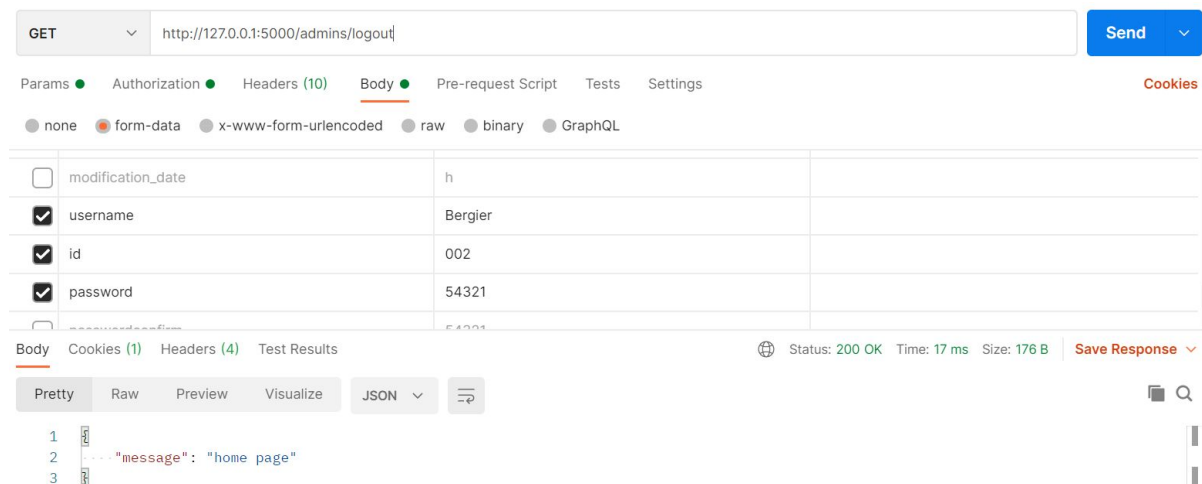 GET http://127.0.0.1:5000/admins/logout Send
Params Authorization Headers (10) Body Pre-request Script Tests Settings Cookies
none form-data x-www-form-urlencoded raw binary GraphQL
modification_date h
username Bergier
id 002
password 54321
passwordconfirm 54321
Body Cookies (1) Headers (4) Test Results Status: 200 OK Time: 17 ms Size: 176 B Save Response
Pretty Raw Preview Visualize JSON
1 {
2 "message": "home page"
3 }